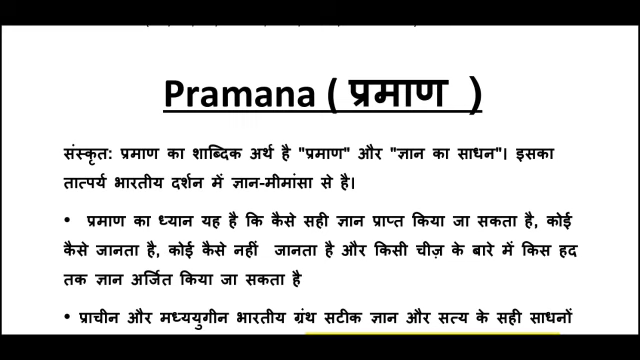 Pramana ( प्रमाण )
संस्कृत: प्रमाण का शाब्दिक अर्थ है "प्रमाण" और "ज्ञान का साधन"। इसका
तात्पर्य भारतीय दर्शन में ज्ञान-मीमांसा से है।
• प्रमाण का ध्यान यह है कि कैसे सही ज्ञान प्राप्त किया जा सकता है, कोई
कैसे जानता है, कोई कैसे नहीं जानता है और किसी चीज़ के बारे में किस हद
तक ज्ञान अर्जित किया जा सकता है
• प्राचीन और मध्ययुगीन भारतीय ग्रंथ सटीक ज्ञान और सत्य के सही साधनों